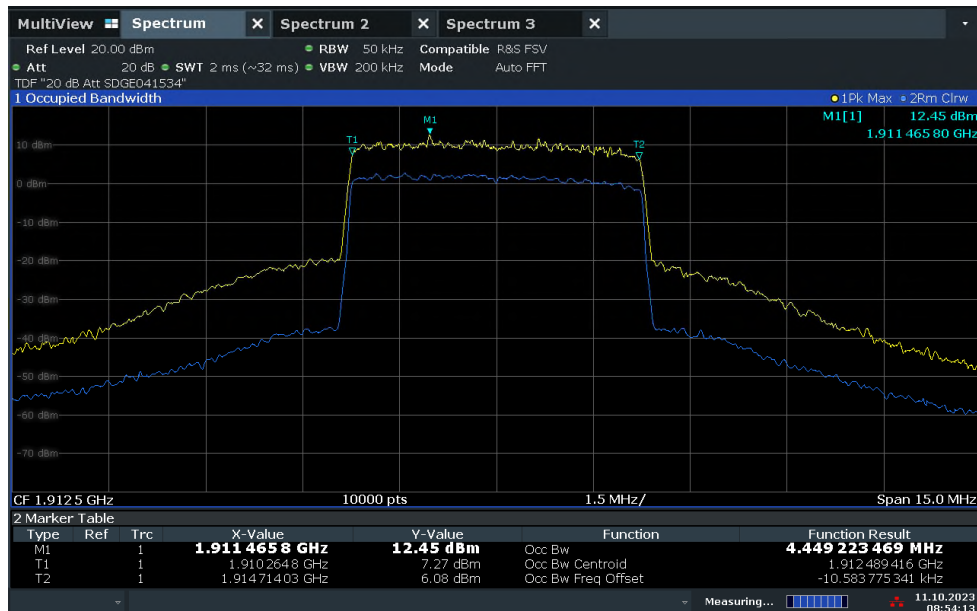 MultiView Spectrum X Spectrum 2 X Spectrum 3 X
Ref Level 20.00 dBm RBW 50 kHz Compatible R&S FSV
Att 20 dB SWT 2 ms (~32 ms) VBW 200 kHz Mode Auto FFT
TDF "20 dB Att SDGE041534"
1 Occupied Bandwidth 1Pk Max 2Rm Clrw
M1[1] 12.45 dBm
1.911 465 80 GHz
M1
T1
T2
10 dBm
0 dBm
-10 dBm
-20 dBm
-30 dBm
-40 dBm
-50 dBm
-60 dBm
-70 dBm
CF 1.9125 GHz 10000 pts 1.5 MHz/ Span 15.0 MHz
2 Marker Table
Type Ref Trc X-Value Y-Value Function Function Result
M1 1 1.911 465 8 GHz 12.45 dBm Occ Bw 4.449 223 469 MHz
T1 1 1.910 264 8 GHz 7.27 dBm Occ Bw Centroid 1.912 489 416 GHz
T2 1 1.914 714 03 GHz 6.08 dBm Occ Bw Freq Offset -10.583 775 341 kHz
Measuring... 11.10.2023
08:54:13